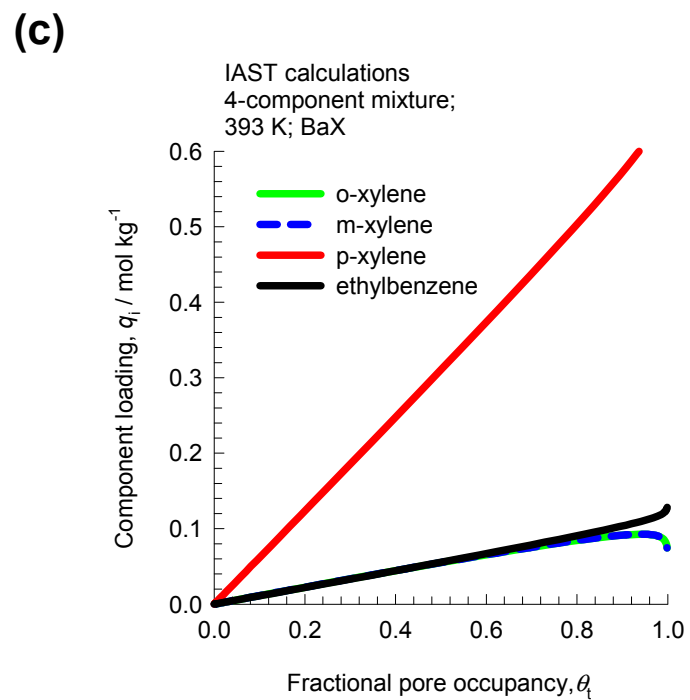 (c)
IAST calculations
4-component mixture;
393 K; BaX
0.6
0.5
0.4
0.3
0.2
0.1
0.0
Component loading, qᵢ / mol kg⁻¹
o-xylene
m-xylene
p-xylene
ethylbenzene
0.0 0.2 0.4 0.6 0.8 1.0
Fractional pore occupancy,θₜ